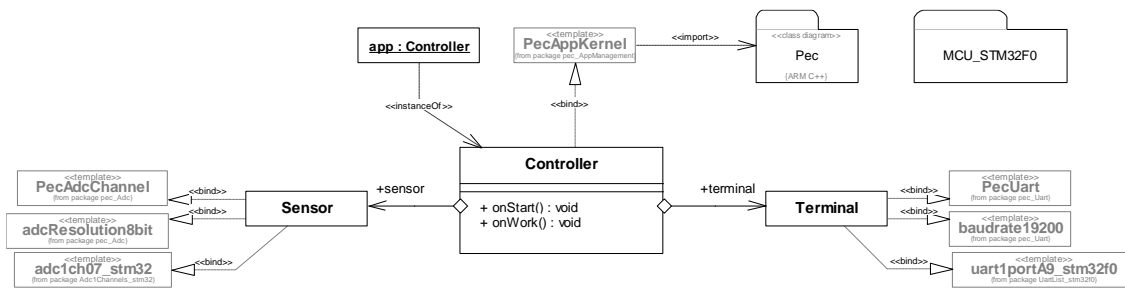 <<template>>
PecAppKernel
(from package pec_AppManagement)
<<import>>
<<class diagram>>
Pec
(ARM C++)
MCU_STM32F0
app : Controller
<<instanceOf>>
<<bind>>
Controller
+ onStart() : void
+ onWork() : void
+sensor
+terminal
<<template>>
PecAdcChannel
(from package pec_Adc)
<<bind>>
<<template>>
adcResolution8bit
(from package pec_Adc)
<<bind>>
<<template>>
adc1ch07_stm32
(from package Adc1Channels_stm32)
<<bind>>
Sensor
Terminal
<<bind>>
<<template>>
PecUart
(from package pec_Uart)
<<bind>>
<<template>>
baudrate19200
(from package pec_Uart)
<<bind>>
<<template>>
uart1portA9_stm32f0
(from package UartList_stm32f0)